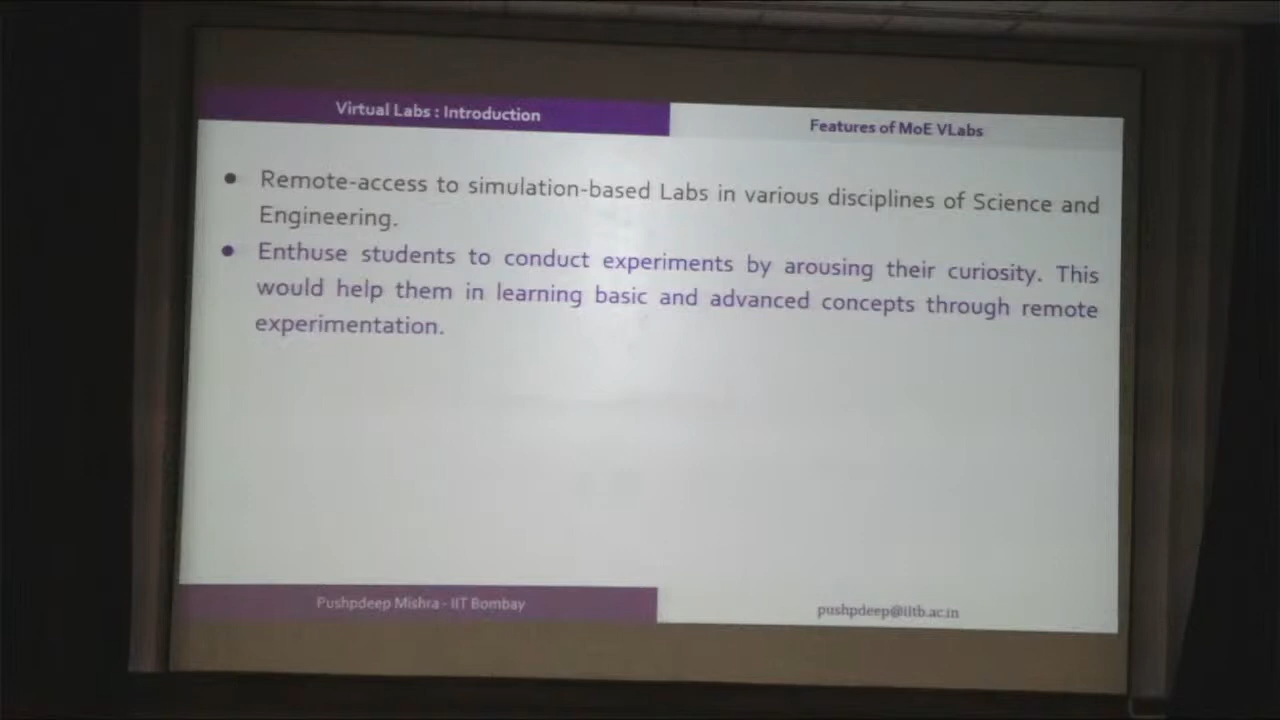 Virtual Labs : Introduction
Features of MoE VLabs
● Remote-access to simulation-based Labs in various disciplines of Science and
Engineering.
● Enthuse students to conduct experiments by arousing their curiosity. This
would help them in learning basic and advanced concepts through remote
experimentation.
Pushpdeep Mishra - IIT Bombay
pushpdeep@iitb.ac.in